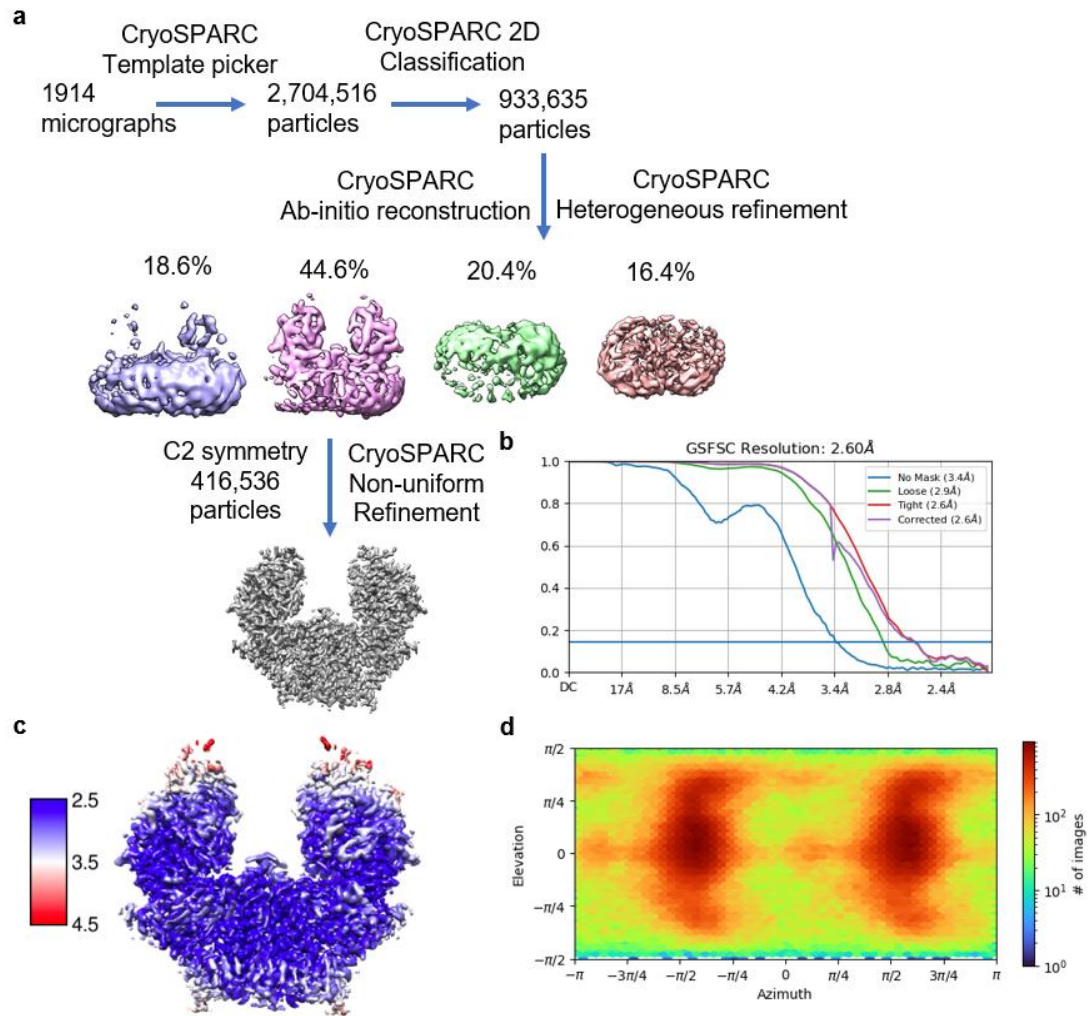 a
CryoSPARC
Template picker
CryoSPARC 2D
Classification
1914
micrographs
2,704,516
particles
933,635
particles
CryoSPARC
Ab-initio reconstruction
CryoSPARC
Heterogeneous refinement
18.6%
44.6%
20.4%
16.4%
C2 symmetry
416,536
particles
CryoSPARC
Non-uniform
Refinement
b
GSFSC Resolution: 2.60Å
1.0
0.8
0.6
0.4
0.2
0.0
No Mask (3.4Å)
Loose (2.9Å)
Tight (2.6Å)
Corrected (2.6Å)
DC 17Å 8.5Å 5.7Å 4.2Å 3.4Å 2.8Å 2.4Å
c
2.5
3.5
4.5
d
Elevation
π/2
π/4
0
−π/4
−π/2
−π −3π/4 −π/2 −π/4 0 π/4 π/2 3π/4 π
Azimuth
10²
10¹
10⁰
# of images